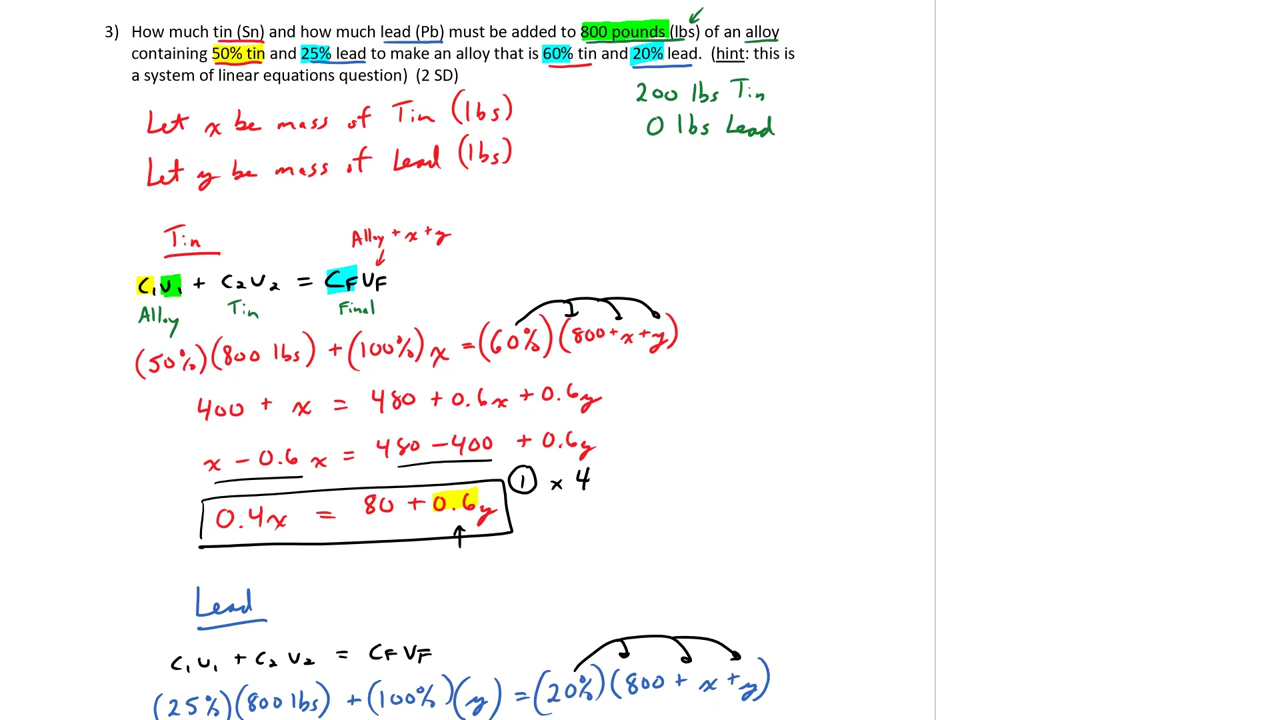 3) How much tin (Sn) and how much lead (Pb) must be added to 800 pounds (lbs) of an alloy
containing 50% tin and 25% lead to make an alloy that is 60% tin and 20% lead. (hint: this is
a system of linear equations question) (2 SD)
200 lbs Tin
0 lbs Lead
Let x be mass of Tin (lbs)
Let y be mass of Lead (lbs)
Tin
Alloy + x + y
C₁V₁ + C₂V₂ = CFVF
Alloy Tin Final
(50%)(800 lbs) + (100%) x = (60%)(800 + x + y)
400 + x = 480 + 0.6x + 0.6y
x - 0.6 x = 480 - 400 + 0.6y
① × 4
0.4x = 80 + 0.6y
Lead
C₁V₁ + C₂V₂ = CFVF
(25%)(800 lbs) + (100%)(y) = (20%)(800 + x + y)